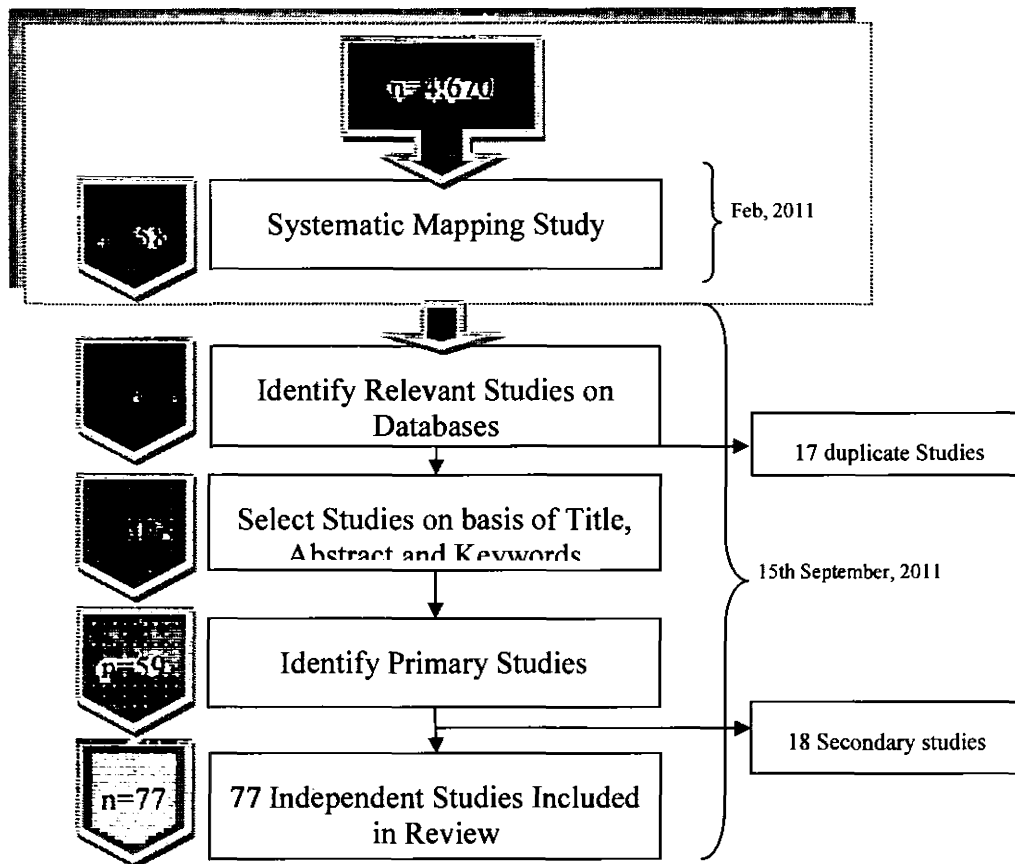 n=4,670
Systematic Mapping Study
Feb, 2011
Identify Relevant Studies on
Databases
17 duplicate Studies
Select Studies on basis of Title,
Abstract and Keywords
15th September, 2011
n=59
Identify Primary Studies
18 Secondary studies
n=77
77 Independent Studies Included
in Review